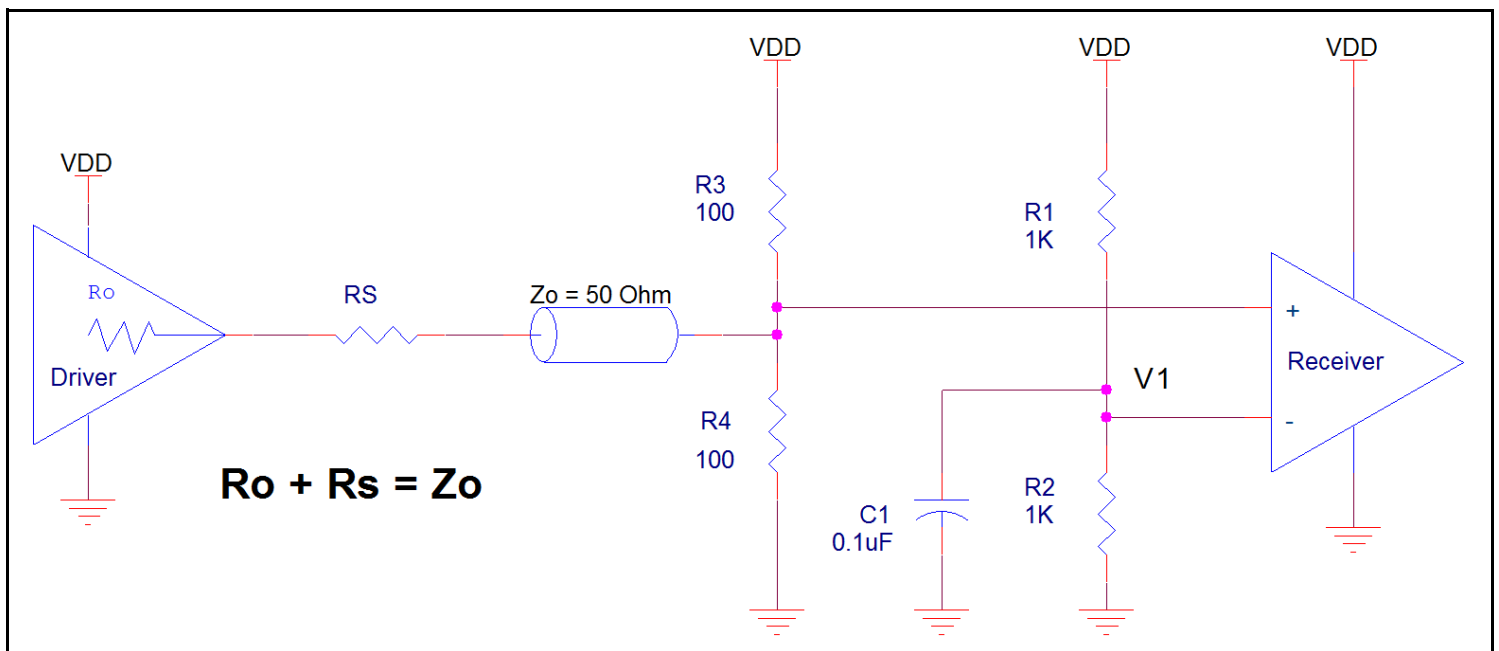 VDD
VDD
VDD
VDD
R3
100
R1
1K
Ro
RS
Zo = 50 Ohm
+
Driver
Receiver
V1
-
R4
100
Ro + Rs = Zo
R2
1K
C1
0.1uF